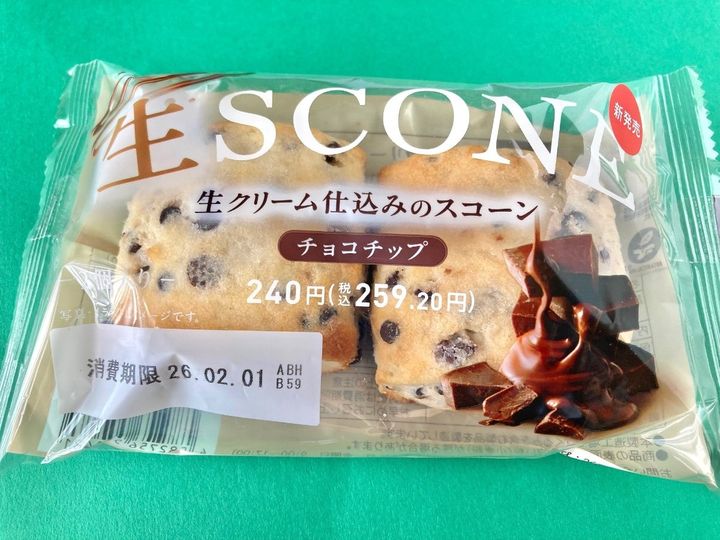 生SCONE
新発売
生クリーム仕込みのスコーン
チョコチップ
240円(税込259.20円)
消費期限 26.02.01 ABH
B59